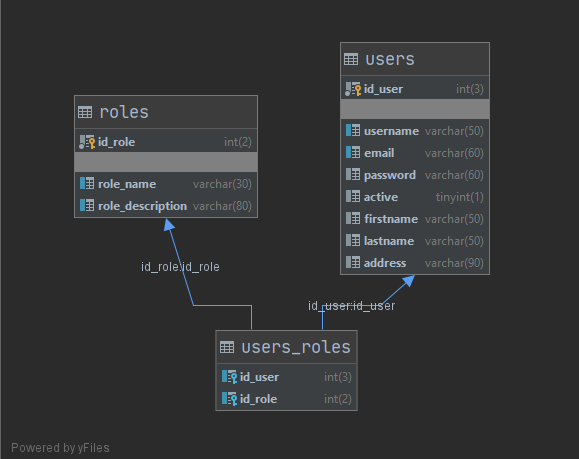 roles
id_role int(2)
role_name varchar(30)
role_description varchar(80)
users
id_user int(3)
username varchar(50)
email varchar(60)
password varchar(60)
active tinyint(1)
firstname varchar(50)
lastname varchar(50)
address varchar(90)
id_role:id_role
id_user:id_user
users_roles
id_user int(3)
id_role int(2)
Powered by yFiles